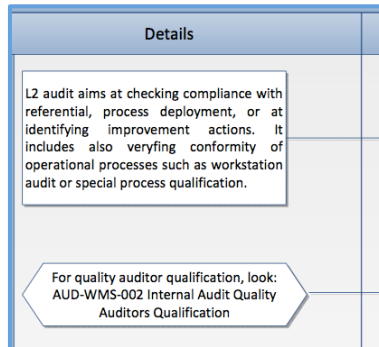 Details
L2 audit aims at checking compliance with
referential, process deployment, or at
identifying improvement actions. It
includes also veryfing conformity of
operational processes such as workstation
audit or special process qualification.
For quality auditor qualification, look:
AUD-WMS-002 Internal Audit Quality
Auditors Qualification